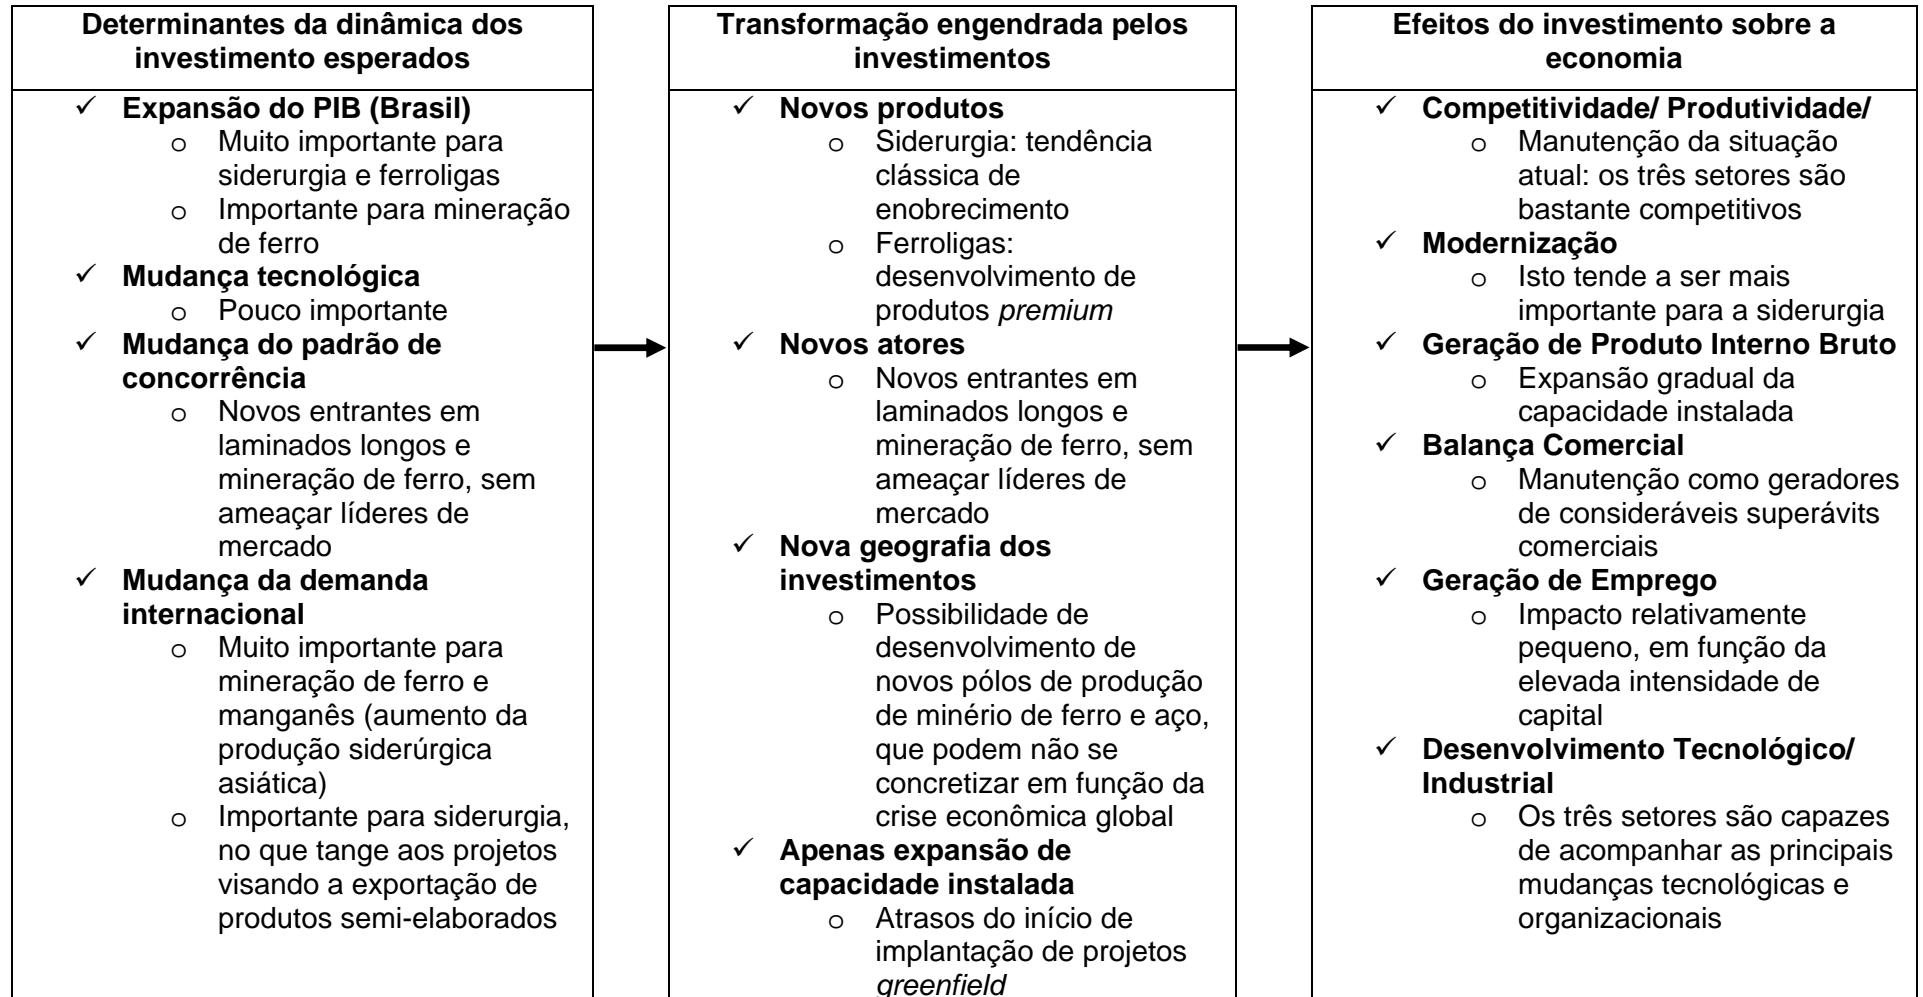 Determinantes da dinâmica dos
investimento esperados
✓ Expansão do PIB (Brasil)
o Muito importante para
siderurgia e ferroligas
o Importante para mineração
de ferro
✓ Mudança tecnológica
o Pouco importante
✓ Mudança do padrão de
concorrência
o Novos entrantes em
laminados longos e
mineração de ferro, sem
ameaçar líderes de
mercado
✓ Mudança da demanda
internacional
o Muito importante para
mineração de ferro e
manganês (aumento da
produção siderúrgica
asiática)
o Importante para siderurgia,
no que tange aos projetos
visando a exportação de
produtos semi-elaborados
Transformação engendrada pelos
investimentos
✓ Novos produtos
o Siderurgia: tendência
clássica de
enobrecimento
o Ferroligas:
desenvolvimento de
produtos premium
✓ Novos atores
o Novos entrantes em
laminados longos e
mineração de ferro, sem
ameaçar líderes de
mercado
✓ Nova geografia dos
investimentos
o Possibilidade de
desenvolvimento de
novos pólos de produção
de minério de ferro e aço,
que podem não se
concretizar em função da
crise econômica global
✓ Apenas expansão de
capacidade instalada
o Atrasos do início de
implantação de projetos
greenfield
Efeitos do investimento sobre a
economia
✓ Competitividade/ Produtividade/
o Manutenção da situação
atual: os três setores são
bastante competitivos
✓ Modernização
o Isto tende a ser mais
importante para a siderurgia
✓ Geração de Produto Interno Bruto
o Expansão gradual da
capacidade instalada
✓ Balança Comercial
o Manutenção como geradores
de consideráveis superávits
comerciais
✓ Geração de Emprego
o Impacto relativamente
pequeno, em função da
elevada intensidade de
capital
✓ Desenvolvimento Tecnológico/
Industrial
o Os três setores são capazes
de acompanhar as principais
mudanças tecnológicas e
organizacionais